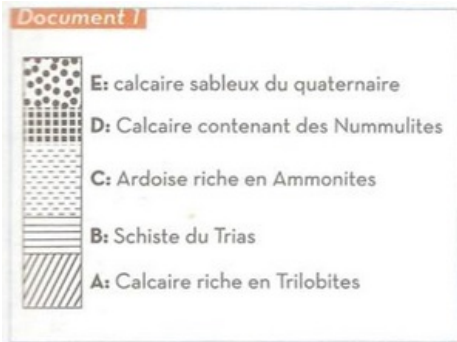 Document 1
E: calcaire sableux du quaternaire
D: Calcaire contenant des Nummulites
C: Ardoise riche en Ammonites
B: Schiste du Trias
A: Calcaire riche en Trilobites